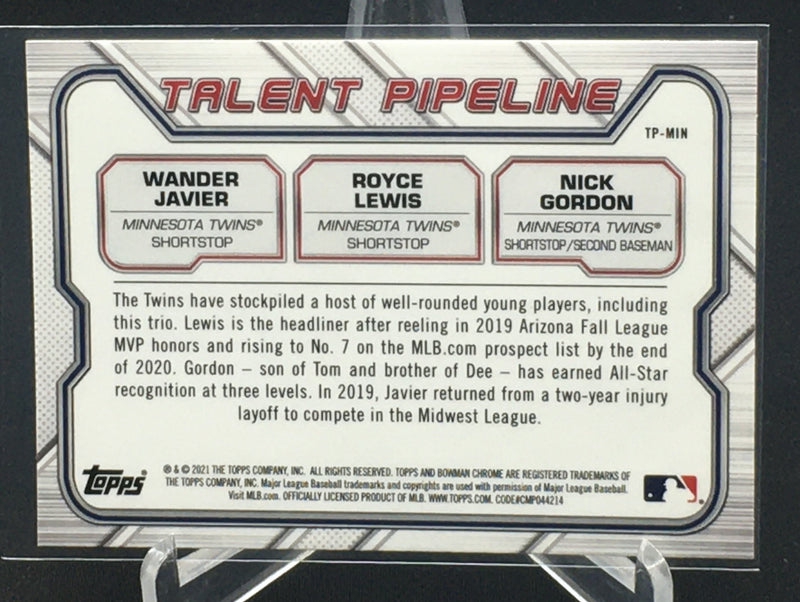 TALENT PIPELINE
TP-MIN
WANDER
JAVIER
MINNESOTA TWINS®
SHORTSTOP
ROYCE
LEWIS
MINNESOTA TWINS®
SHORTSTOP
NICK
GORDON
MINNESOTA TWINS®
SHORTSTOP/SECOND BASEMAN
The Twins have stockpiled a host of well-rounded young players, including
this trio. Lewis is the headliner after reeling in 2019 Arizona Fall League
MVP honors and rising to No. 7 on the MLB.com prospect list by the end
of 2020. Gordon – son of Tom and brother of Dee – has earned All-Star
recognition at three levels. In 2019, Javier returned from a two-year injury
layoff to compete in the Midwest League.
topps
® & © 2021 THE TOPPS COMPANY, INC. ALL RIGHTS RESERVED. TOPPS AND BOWMAN CHROME ARE REGISTERED TRADEMARKS OF
THE TOPPS COMPANY, INC. Major League Baseball trademarks and copyrights are used with permission of Major League Baseball.
Visit MLB.com. OFFICIALLY LICENSED PRODUCT OF MLB. WWW.TOPPS.COM. CODE#CMP044214